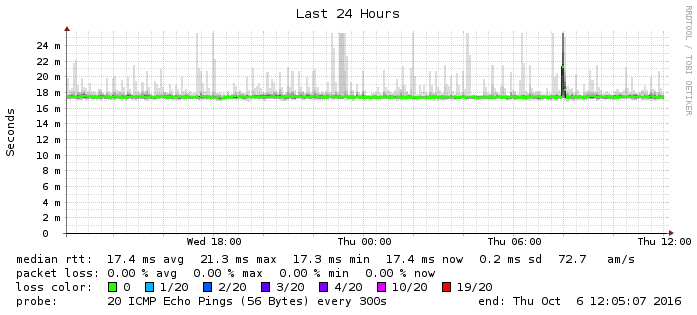 Last 24 Hours
RRDTOOL / TOBI OETIKER
Seconds
24 m
22 m
20 m
18 m
16 m
14 m
12 m
10 m
8 m
6 m
4 m
2 m
0
Wed 18:00 Thu 00:00 Thu 06:00 Thu 12:00
median rtt: 17.4 ms avg 21.3 ms max 17.3 ms min 17.4 ms now 0.2 ms sd 72.7 am/s
packet loss: 0.00 % avg 0.00 % max 0.00 % min 0.00 % now
loss color: 0 1/20 2/20 3/20 4/20 10/20 19/20
probe: 20 ICMP Echo Pings (56 Bytes) every 300s end: Thu Oct 6 12:05:07 2016